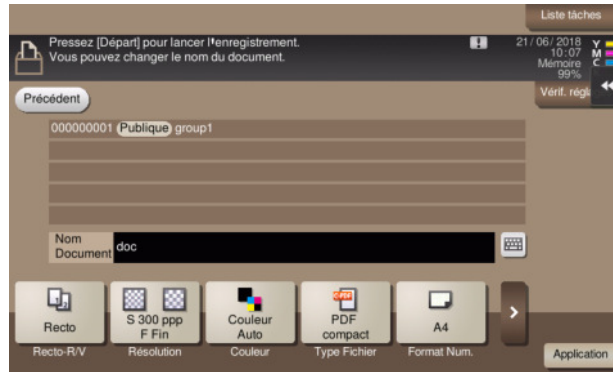 Liste tâches
Pressez [Départ] pour lancer l'enregistrement.
Vous pouvez changer le nom du document.
21/06/2018
10:07
Mémoire
99%
Y
M
C
Précédent
Vérif. régla
000000001 Publique group1
Nom
Document
doc
Recto
S 300 ppp
F Fin
Couleur
Auto
C-PDF
PDF
compact
A4
Recto-R/V
Résolution
Couleur
Type Fichier
Format Num.
Application